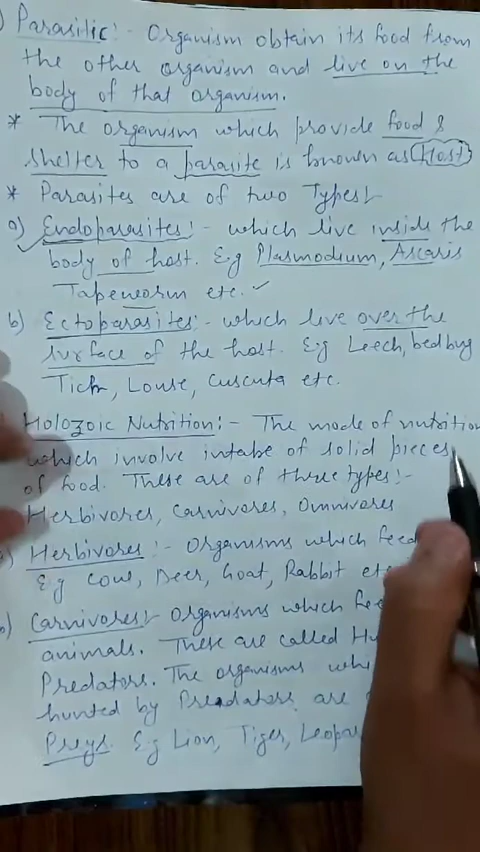 ) Parasitic:- Organism obtain its food from
the other organism and live on the
body of that organism.
* The organism which provide food &
shelter to a parasite is known as Host
* Parasites are of two Types:-
a) Endoparasites:- which live inside the
body of host. E.g Plasmodium, Ascaris
Tapeworm etc.
b) Ectoparasites:- which live over the
surface of the host. E.g Leech, bedbug
Tick, Louse, Cuscuta etc.
Holozoic Nutrition:- The mode of nutrition
which involve intake of solid pieces
of food. These are of three types:-
Herbivores, Carnivores, Omnivores
) Herbivores:- Organisms which feed
E.g Cow, Deer, Goat, Rabbit etc
) Carnivores:- Organisms which fee
animals. These are called Hu
Predators. The organisms whi
hunted by Predators are
Preys. E.g Lion, Tiger, Leopar